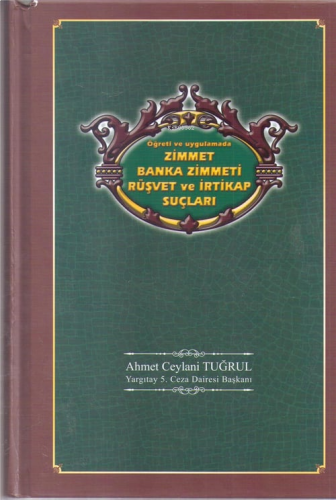 Öğreti ve uygulamada
ZİMMET
BANKA ZİMMETİ
RÜŞVET ve İRTİKAP
SUÇLARI
Ahmet Ceylani TUĞRUL
Yargıtay 5. Ceza Dairesi Başkanı